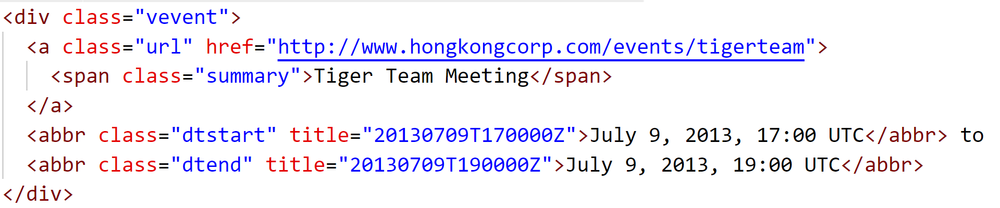 <div class="vevent">
<a class="url" href="http://www.hongkongcorp.com/events/tigerteam">
<span class="summary">Tiger Team Meeting</span>
</a>
<abbr class="dtstart" title="20130709T170000Z">July 9, 2013, 17:00 UTC</abbr> to
<abbr class="dtend" title="20130709T190000Z">July 9, 2013, 19:00 UTC</abbr>
</div>